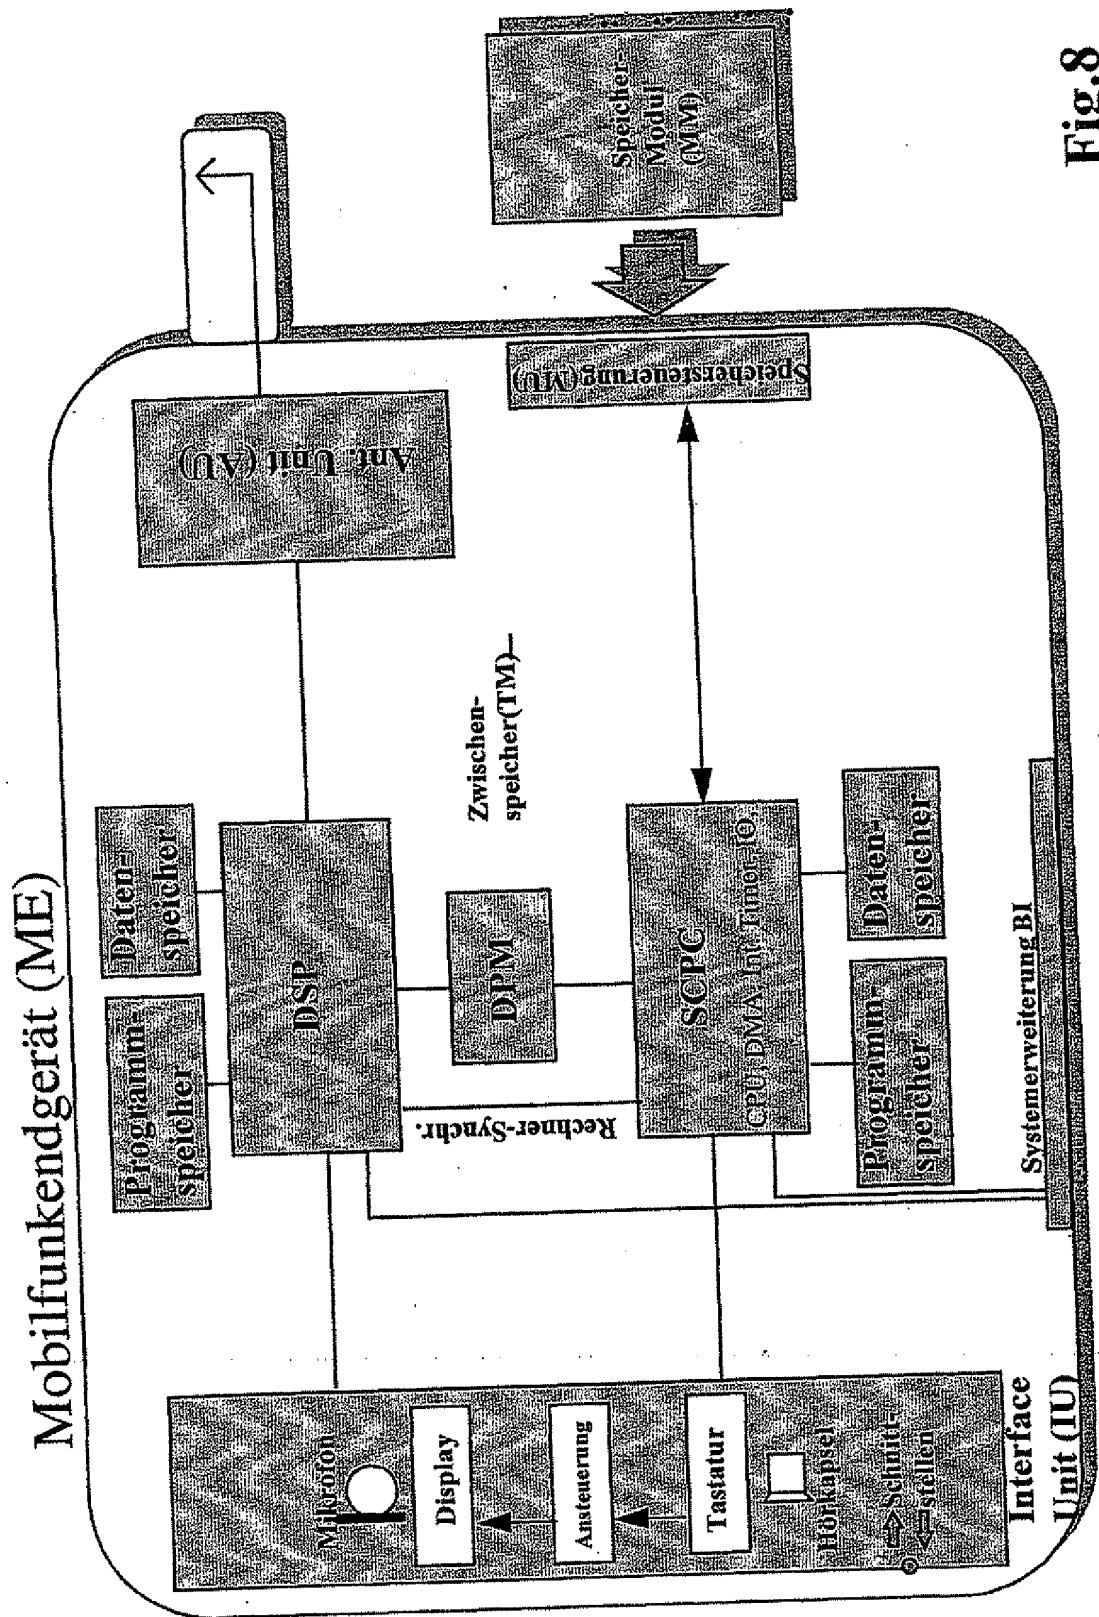 Mobilfunkendgerät (ME)
Programm-
speicher
Daten-
speicher
DSP
Ant. Unit (AU)
Mikrofon
Display
Ansteuerung
Tastatur
Hörkapsel
Schnitt-
stellen
Interface
Unit (IU)
Rechner-Synchr.
DPM
Zwischen-
speicher(TM)
SCPC
CPU, DMA, Int. Timer, IO,
Programm-
speicher
Daten-
speicher
Systemerweiterung BI
Speichersteuerung (MU)
Speicher-
Modul
(MM)
Fig.8